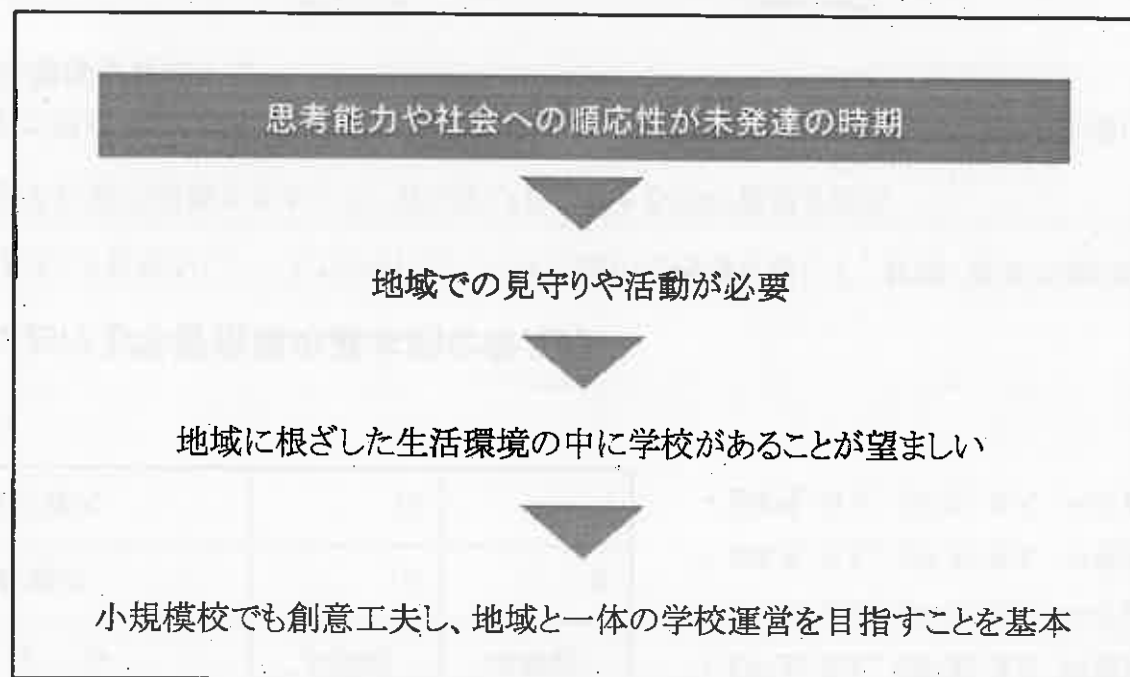 思考能力や社会への順応性が未発達の時期
地域での見守りや活動が必要
地域に根ざした生活環境の中に学校があることが望ましい
小規模校でも創意工夫し、地域と一体の学校運営を目指すことを基本